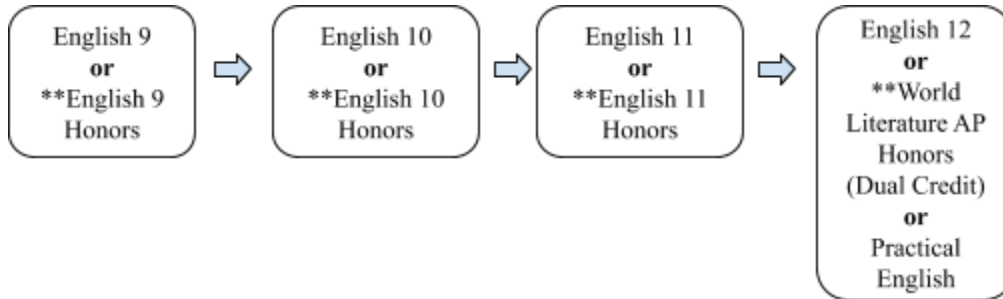 English 9
or
**English 9
Honors
English 10
or
**English 10
Honors
English 11
or
**English 11
Honors
English 12
or
**World
Literature AP
Honors
(Dual Credit)
or
Practical
English